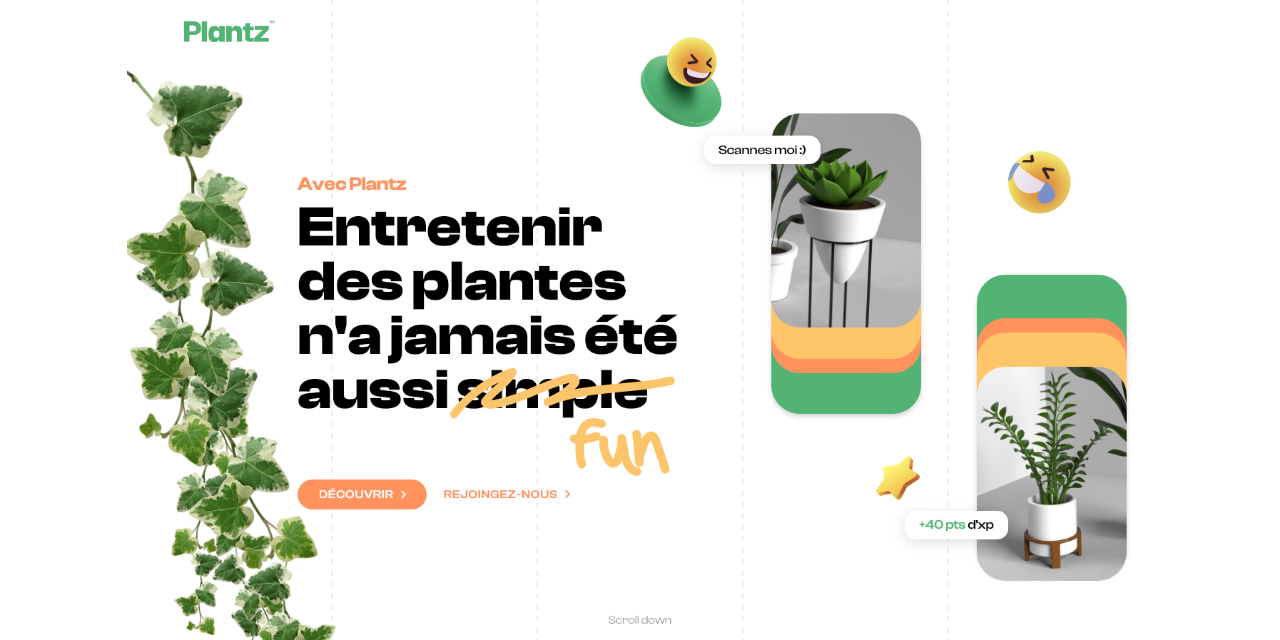 Plantz
Avec Plantz
Entretenir
des plantes
n'a jamais été
aussi simple
fun
DÉCOUVRIR
REJOINGEZ-NOUS
Scannes moi :)
+40 pts d'xp
Scroll down